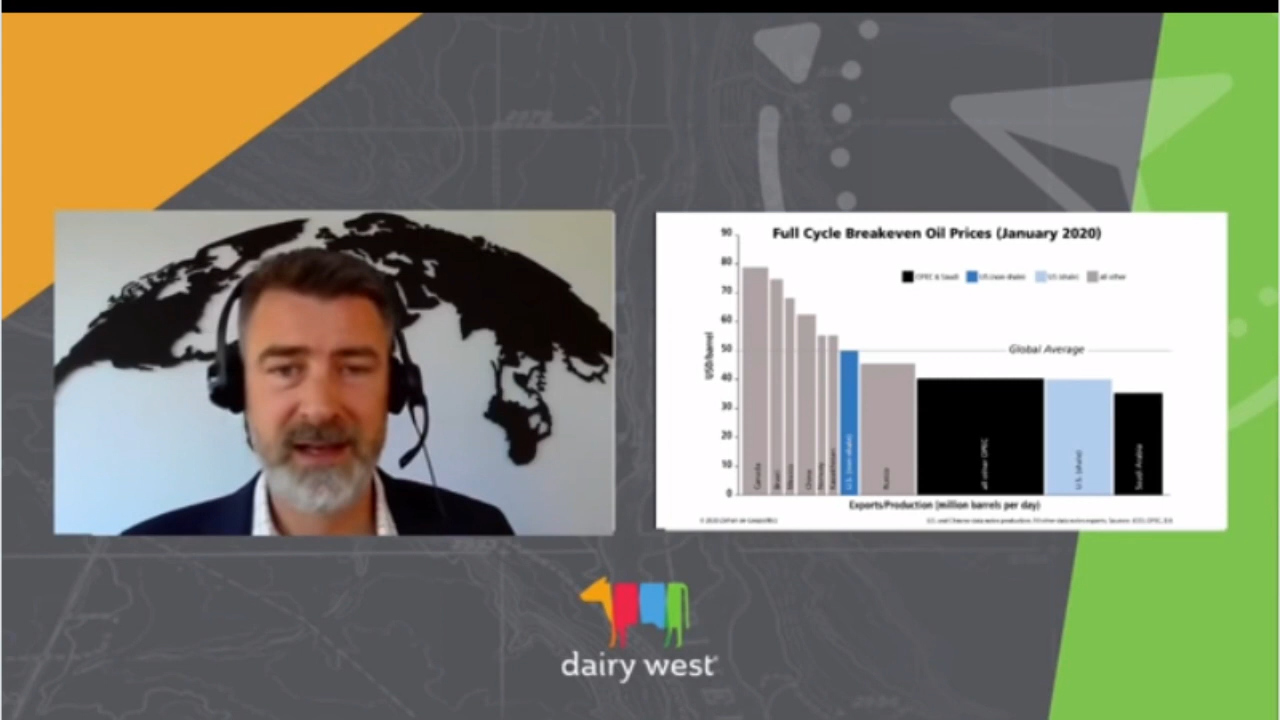 Full Cycle Breakeven Oil Prices (January 2020)
90
80
70
60
50
40
30
20
10
0
USD/barrel
OPEC & Saudi
US (non-shale)
US (shale)
all other
Global Average
Canada
Brazil
Mexico
China
Norway
Kazakhstan
U.S. (non-shale)
Russia
all other OPEC
U.S. (shale)
Saudi Arabia
Exports/Production (million barrels per day)
dairy west